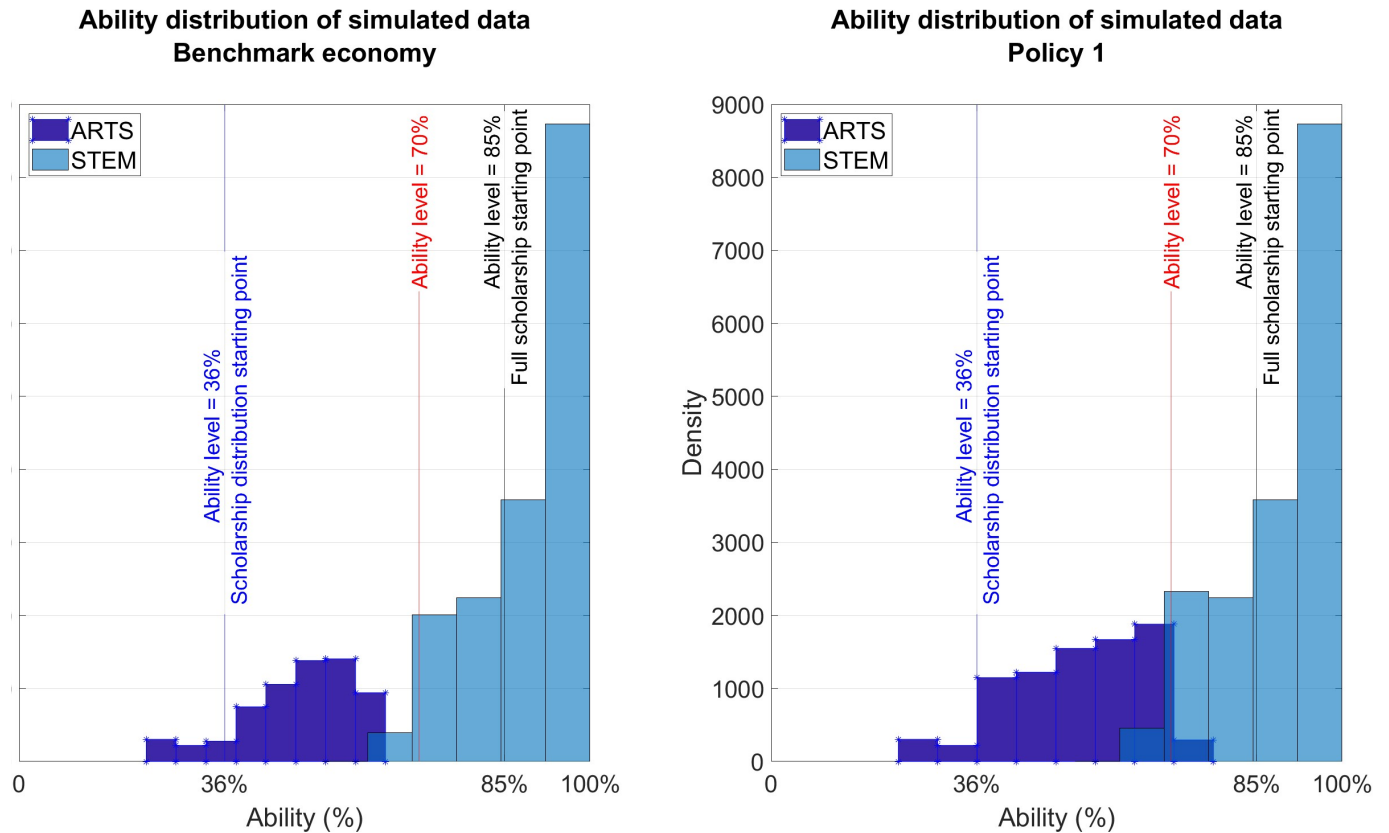 Ability distribution of simulated data
Benchmark economy
ARTS
STEM
Ability level = 36%
Scholarship distribution starting point
Ability level = 70%
Ability level = 85%
Full scholarship starting point
0
36%
85%
100%
Ability (%)
Ability distribution of simulated data
Policy 1
9000
8000
7000
6000
5000
4000
3000
2000
1000
0
Density
ARTS
STEM
Ability level = 36%
Scholarship distribution starting point
Ability level = 70%
Ability level = 85%
Full scholarship starting point
0
36%
85%
100%
Ability (%)